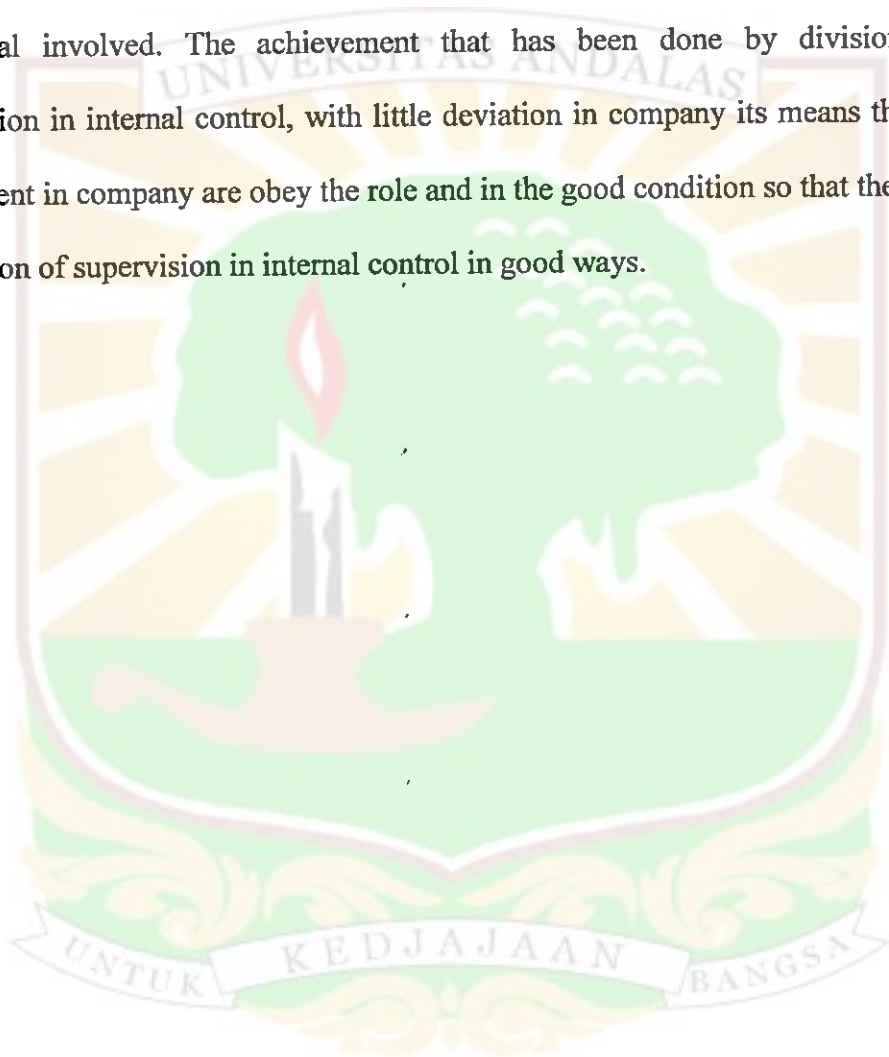 al involved. The achievement that has been done by division
UNIVERSITAS ANDALAS
ion in internal control, with little deviation in company its means th
ent in company are obey the role and in the good condition so that the
on of supervision in internal control in good ways.
UNTUK KEDJAJAAN BANGSA